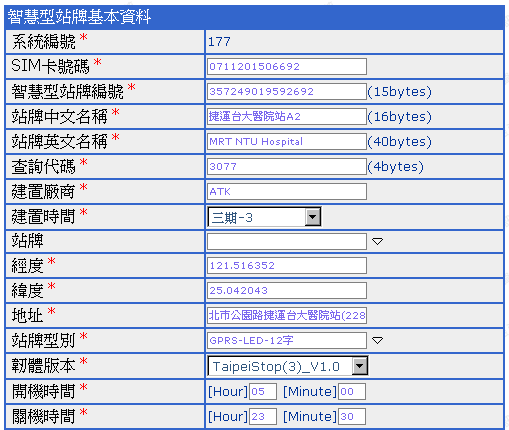 智慧型站牌基本資料
系統編號* 177
SIM卡號碼* 0711201506692
智慧型站牌編號* 357249019592692 (15bytes)
站牌中文名稱* 捷運台大醫院站A2 (16bytes)
站牌英文名稱* MRT NTU Hospital (40bytes)
查詢代碼* 3077 (4bytes)
建置廠商* ATK
建置時間* 三期-3
站牌
經度* 121.516352
緯度* 25.042043
地址* 北市公園路捷運台大醫院站(228
站牌型別* GPRS-LED-12字
韌體版本* TaipeiStop(3)_V1.0
開機時間* [Hour] 05 [Minute] 00
關機時間* [Hour] 23 [Minute] 30